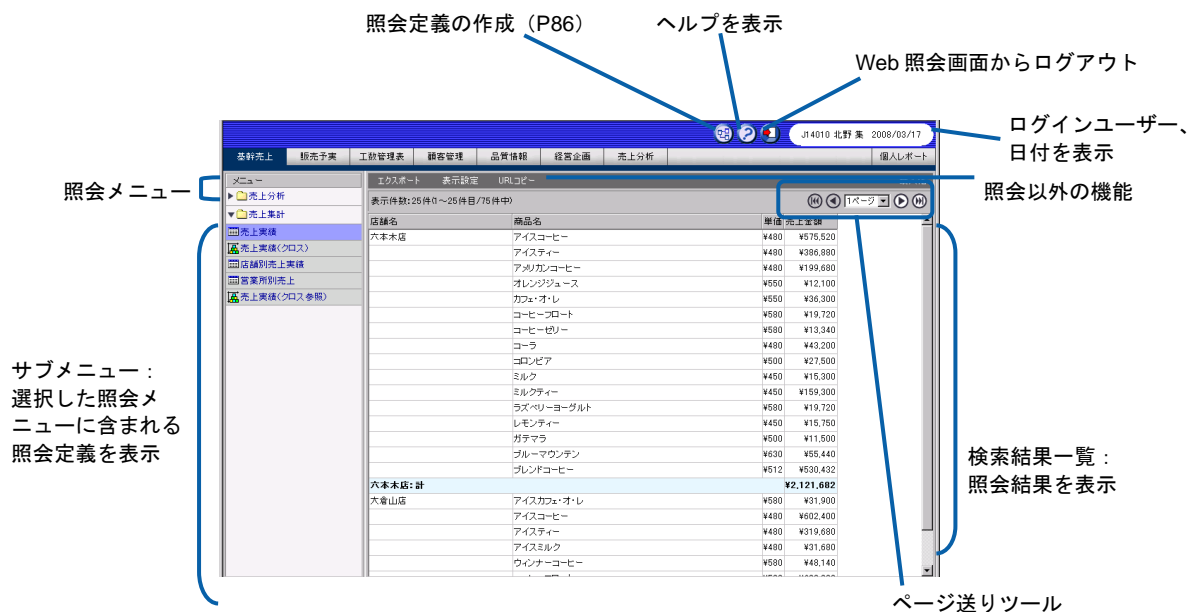 照会定義の作成（P86）
ヘルプを表示
Web 照会画面からログアウト
ログインユーザー、
日付を表示
J14010 北野 集 2008/03/17
基幹売上 販売予実 工数管理表 顧客管理 品質情報 経営企画 売上分析 個人レポート
照会メニュー
メニュー
エクスポート 表示設定 URLコピー
照会以外の機能
▶売上分析
表示件数:25件(1～25件目/75件中)
1ページ
▼売上集計
店舗名 商品名 単価 売上金額
売上実績
売上実績(クロス)
店舗別売上実績
営業所別売上
売上実績(クロス参照)
六本木店 アイスコーヒー ¥480 ¥575,520
アイスティー ¥480 ¥386,880
アメリカンコーヒー ¥480 ¥199,680
オレンジジュース ¥550 ¥12,100
カフェ・オ・レ ¥550 ¥36,300
コーヒーフロート ¥580 ¥19,720
コーヒーゼリー ¥580 ¥13,340
コーラ ¥480 ¥43,200
コロンビア ¥500 ¥27,500
ミルク ¥450 ¥15,300
ミルクティー ¥450 ¥159,300
ラズベリーヨーグルト ¥580 ¥19,720
レモンティー ¥450 ¥15,750
ガテマラ ¥500 ¥11,500
ブルーマウンテン ¥630 ¥55,440
ブレンドコーヒー ¥512 ¥530,432
六本木店:計 ¥2,121,682
大倉山店 アイスカフェ・オ・レ ¥580 ¥31,900
アイスコーヒー ¥480 ¥602,400
アイスティー ¥480 ¥319,680
アイスミルク ¥480 ¥31,680
ウィンナーコーヒー ¥580 ¥48,140
サブメニュー：
選択した照会メ
ニューに含まれる
照会定義を表示
検索結果一覧：
照会結果を表示
ページ送りツール